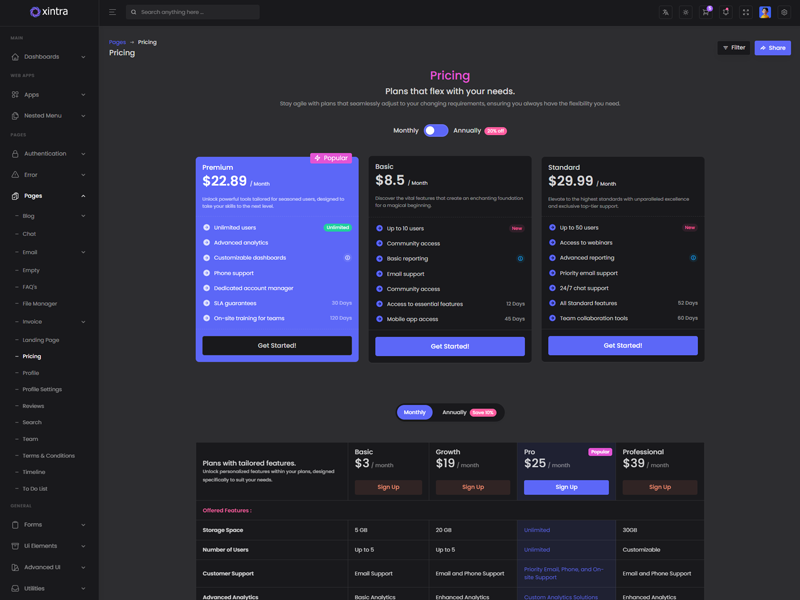 xintra
Search anything here ...
5
MAIN
Dashboards
WEB APPS
Apps
Nested Menu
PAGES
Authentication
Error
Pages
Blog
Chat
Email
Empty
FAQ's
File Manager
Invoice
Landing Page
Pricing
Profile
Profile Settings
Reviews
Search
Team
Terms & Conditions
Timeline
To Do List
GENERAL
Forms
UI Elements
Advanced UI
Utilities
Pages → Pricing
Pricing
Filter
Share
Pricing
Plans that flex with your needs.
Stay agile with plans that seamlessly adjust to your changing requirements, ensuring you always have the flexibility you need.
Monthly Annually 20% off
Popular
Premium
$22.89 / Month
Unlock powerful tools tailored for seasoned users, designed to
take your skills to the next level.
Unlimited users Unlimited
Advanced analytics
Customizable dashboards
Phone support
Dedicated account manager
SLA guarantees 30 Days
On-site training for teams 120 Days
Get Started!
Basic
$8.5 / Month
Discover the vital features that create an enchanting foundation
for a magical beginning.
Up to 10 users New
Community access
Basic reporting
Email support
Community access
Access to essential features 12 Days
Mobile app access 45 Days
Get Started!
Standard
$29.99 / Month
Elevate to the highest standards with unparalleled excellence
and exclusive top-tier support.
Up to 50 users New
Access to webinars
Advanced reporting
Priority email support
24/7 chat support
All Standard features 52 Days
Team collaboration tools 60 Days
Get Started!
Monthly Annually Save 10%
Plans with tailored features.
Unlock personalized features within your plans, designed
specifically to suit your needs.
Basic
$3 / month
Sign Up
Growth
$19 / month
Sign Up
Pro Popular
$25 / month
Sign Up
Professional
$39 / month
Sign Up
Offered Features :
Storage Space 5 GB 20 GB Unlimited 30GB
Number of Users Up to 5 Up to 5 Unlimited Customizable
Customer Support Email Support Email and Phone Support Priority Email, Phone, and On-site Support Email and Phone Support
Advanced Analytics Basic Analytics Enhanced Analytics Custom Analytics Solutions Enhanced Analytics